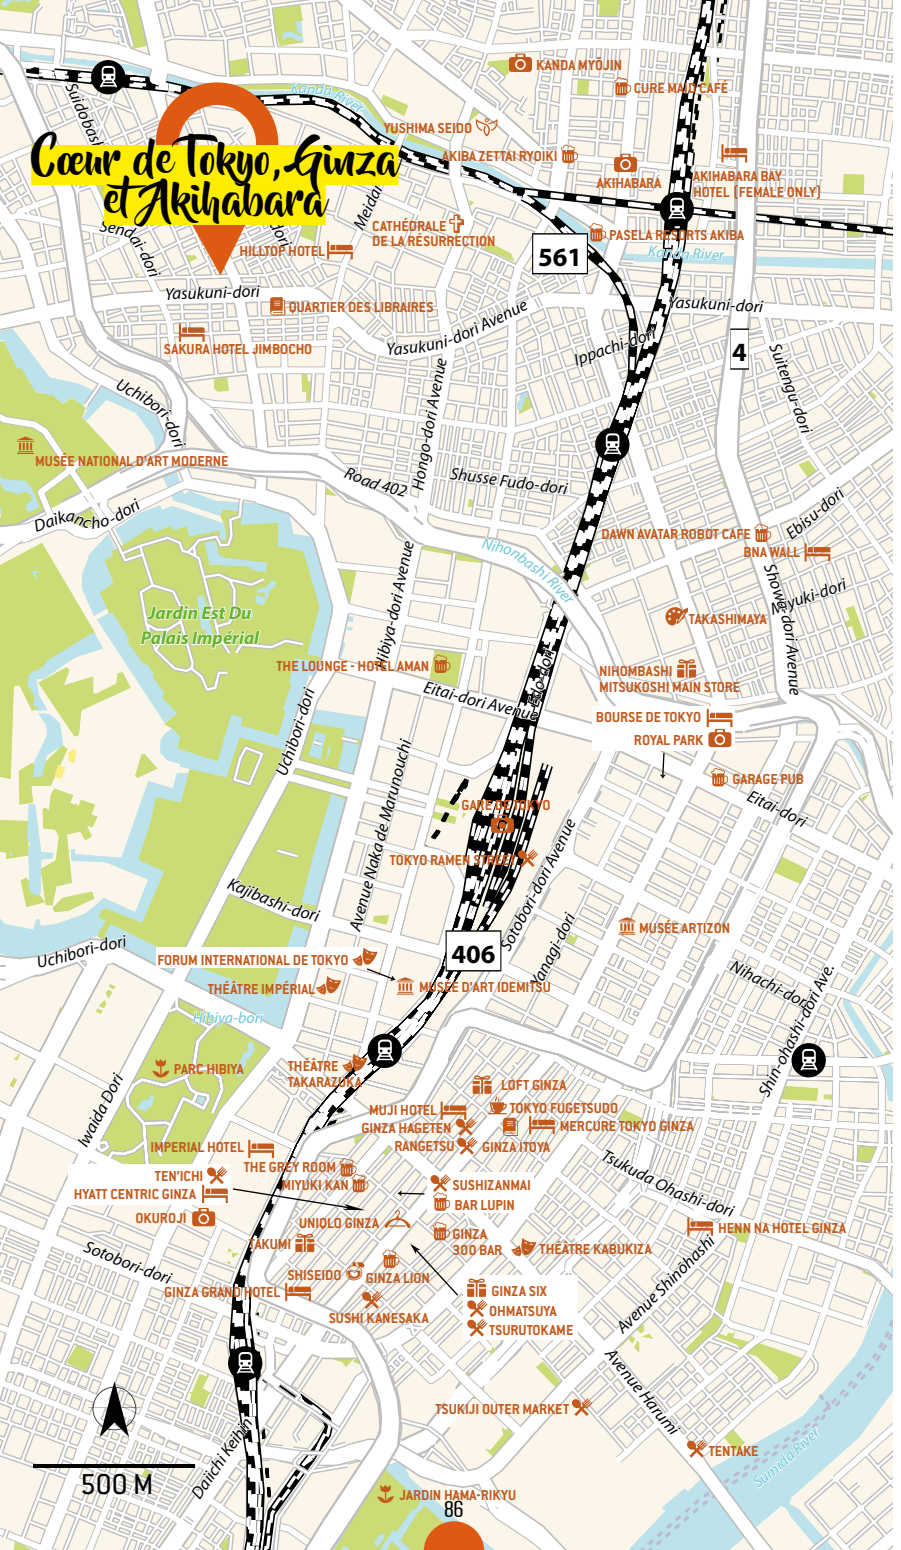 KANDA MYŌJIN
CURE MAID CAFÉ
Kanda River
Suidobas
YUSHIMA SEIDO
AKIBA ZETTAI RYOIKI
Cœur de Tokyo, Ginza
et Akihabara
AKIHABARA
AKIHABARA BAY
HOTEL (FEMALE ONLY)
Meidai
Sendai-dori
dori
CATHÉDRALE
DE LA RÉSURRECTION
PASELA RESORTS AKIBA
HILLTOP HOTEL
561
Kanda River
Yasukuni-dori
QUARTIER DES LIBRAIRES
Yasukuni-dori Avenue
Yasukuni-dori
SAKURA HOTEL JIMBOCHO
Ippachi-dori
4
Suitengu-dori
Uchibori-dori
Hongo-dori Avenue
MUSÉE NATIONAL D'ART MODERNE
Road 402
Shusse Fudo-dori
Daikancho-dori
Ebisu-dori
DAWN AVATAR ROBOT CAFE
BNA WALL
Nihonbashi River
Hibiya-dori Avenue
Showa-dori Avenue
Miyuki-dori
Jardin Est Du
Palais Impérial
TAKASHIMAYA
THE LOUNGE - HOTEL AMAN
NIHOMBASHI
MITSUKOSHI MAIN STORE
Eitai-dori Avenue
Uchibori-dori
BOURSE DE TOKYO
ROYAL PARK
GARAGE PUB
Eitai-dori
Avenue Naka de Marunouchi
GARE DE TOKYO
TOKYO RAMEN STREET
Sotobori-dori Avenue
Kajibashi-dori
Yanagi-dori
MUSÉE ARTIZON
Uchibori-dori
406
FORUM INTERNATIONAL DE TOKYO
Nihachi-dori
THÉÂTRE IMPÉRIAL
MUSÉE D'ART IDEMITSU
Shin-ohashi-dori Ave.
Hibiya-bori
PARC HIBIYA
THÉÂTRE
TAKARAZUKA
Iwaida Dori
LOFT GINZA
MUJI HOTEL
TOKYO FUGETSUDO
GINZA HAGETEN
MERCURE TOKYO GINZA
IMPERIAL HOTEL
RANGETSU
GINZA ITOYA
THE GREY ROOM
TEN'ICHI
MIYUKI KAN
SUSHIZANMAI
Tsukuda Ohashi-dori
HYATT CENTRIC GINZA
BAR LUPIN
OKUROJI
UNIQLO GINZA
HENN NA HOTEL GINZA
TAKUMI
GINZA
300 BAR
THÉÂTRE KABUKIZA
Sotobori-dori
SHISEIDO
GINZA LION
Avenue Shinohashi
GINZA GRAND HOTEL
GINZA SIX
SUSHI KANESAKA
OHMATSUYA
TSURUTOKAME
Avenue Harumi
TSUKIJI OUTER MARKET
TENTAKE
Daiichi Keihin
Sumida River
500 M
JARDIN HAMA-RIKYU
86